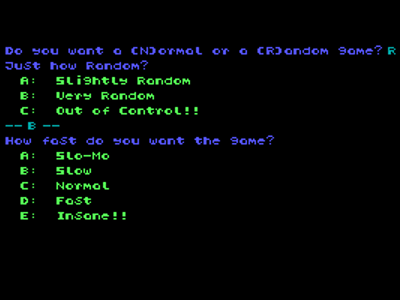 Do you want a (N)ormal or a (R)andom game? R
Just how Random?
A: Slightly Random
B: Very Random
C: Out of Control!!
-- B --
How fast do you want the game?
A: Slo-Mo
B: Slow
C: Normal
D: Fast
E: Insane!!